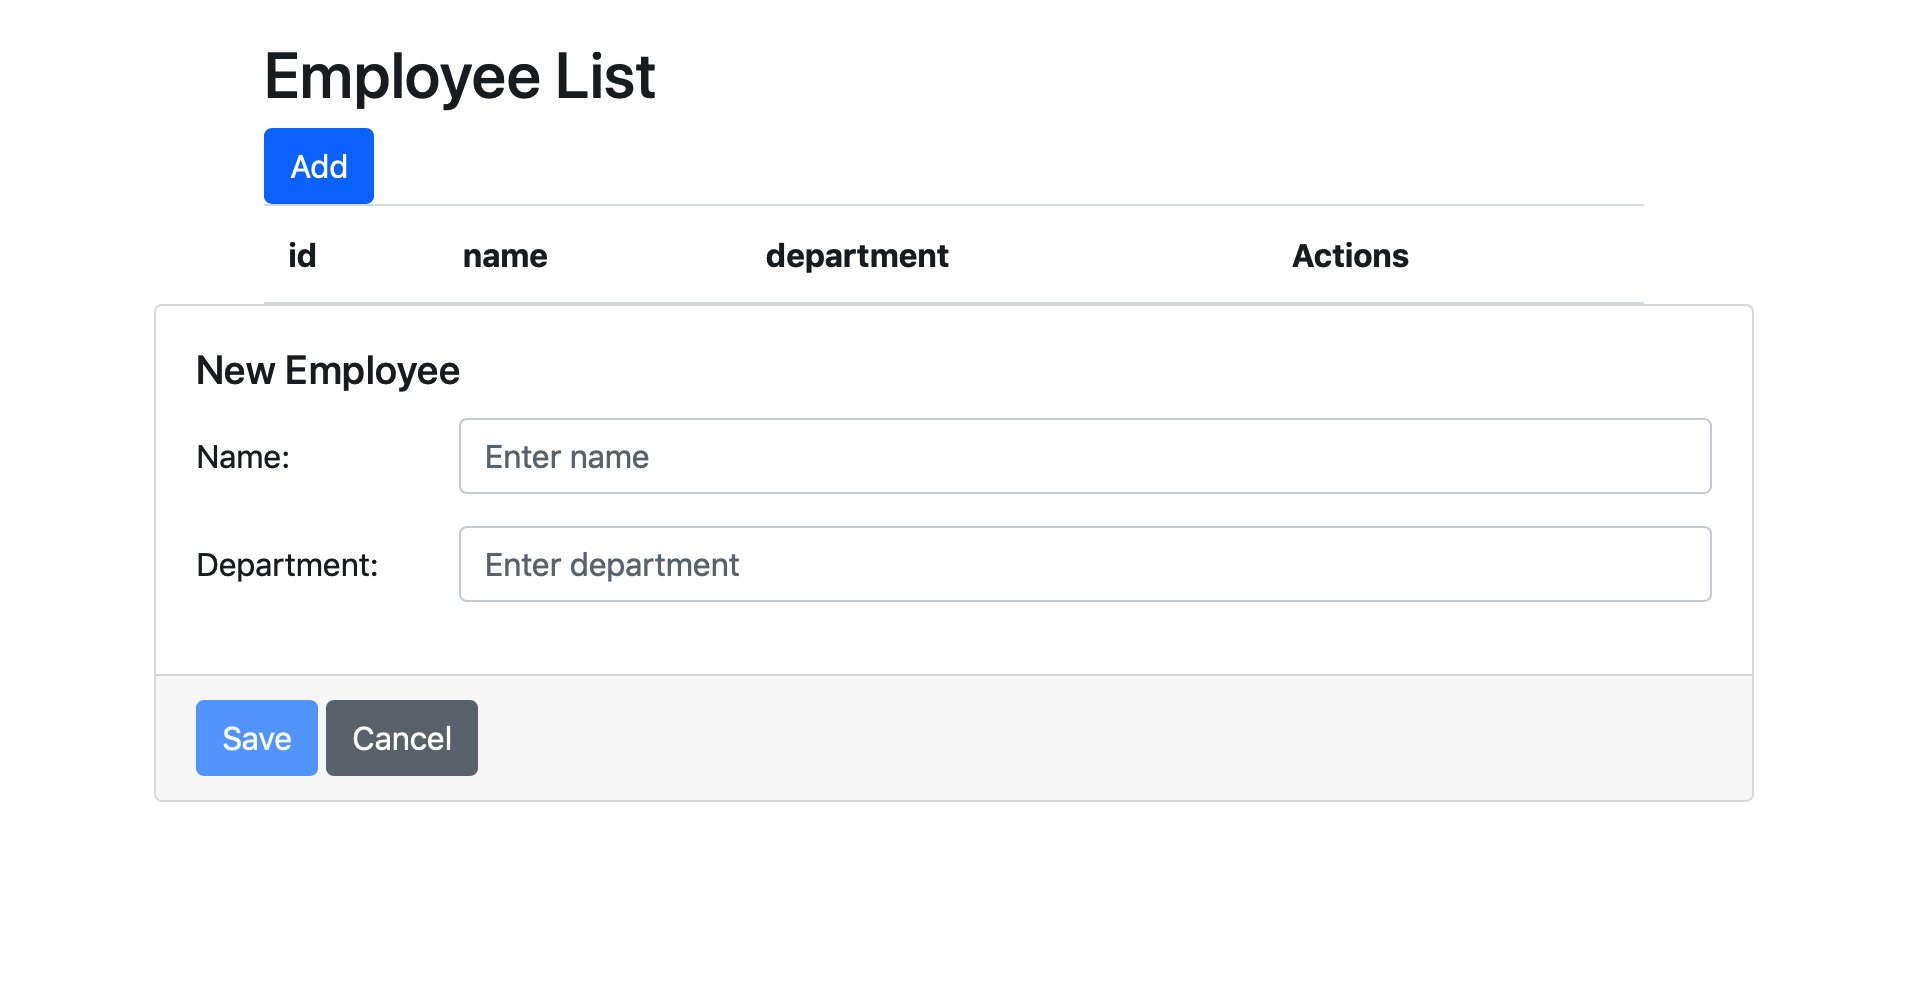 Employee List
Add
id name department Actions
New Employee
Name: Enter name
Department: Enter department
Save Cancel